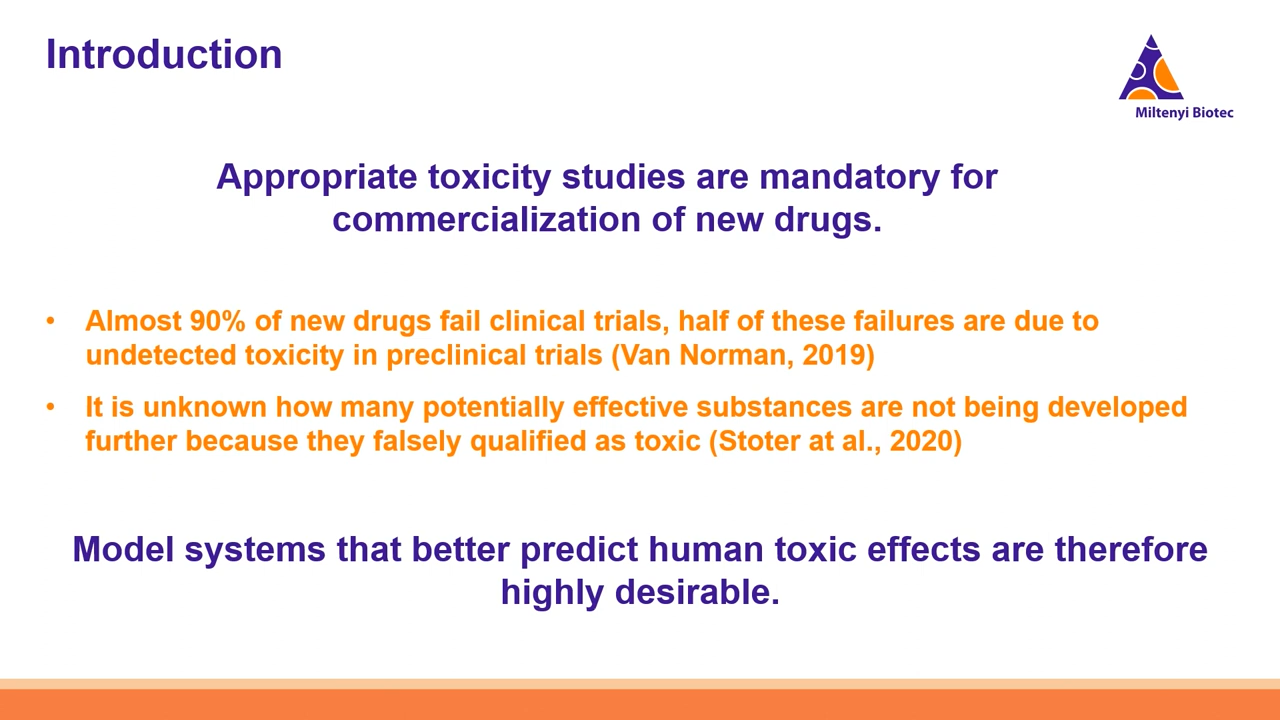 Introduction
Miltenyi Biotec
Appropriate toxicity studies are mandatory for
commercialization of new drugs.
• Almost 90% of new drugs fail clinical trials, half of these failures are due to
undetected toxicity in preclinical trials (Van Norman, 2019)
• It is unknown how many potentially effective substances are not being developed
further because they falsely qualified as toxic (Stoter at al., 2020)
Model systems that better predict human toxic effects are therefore
highly desirable.